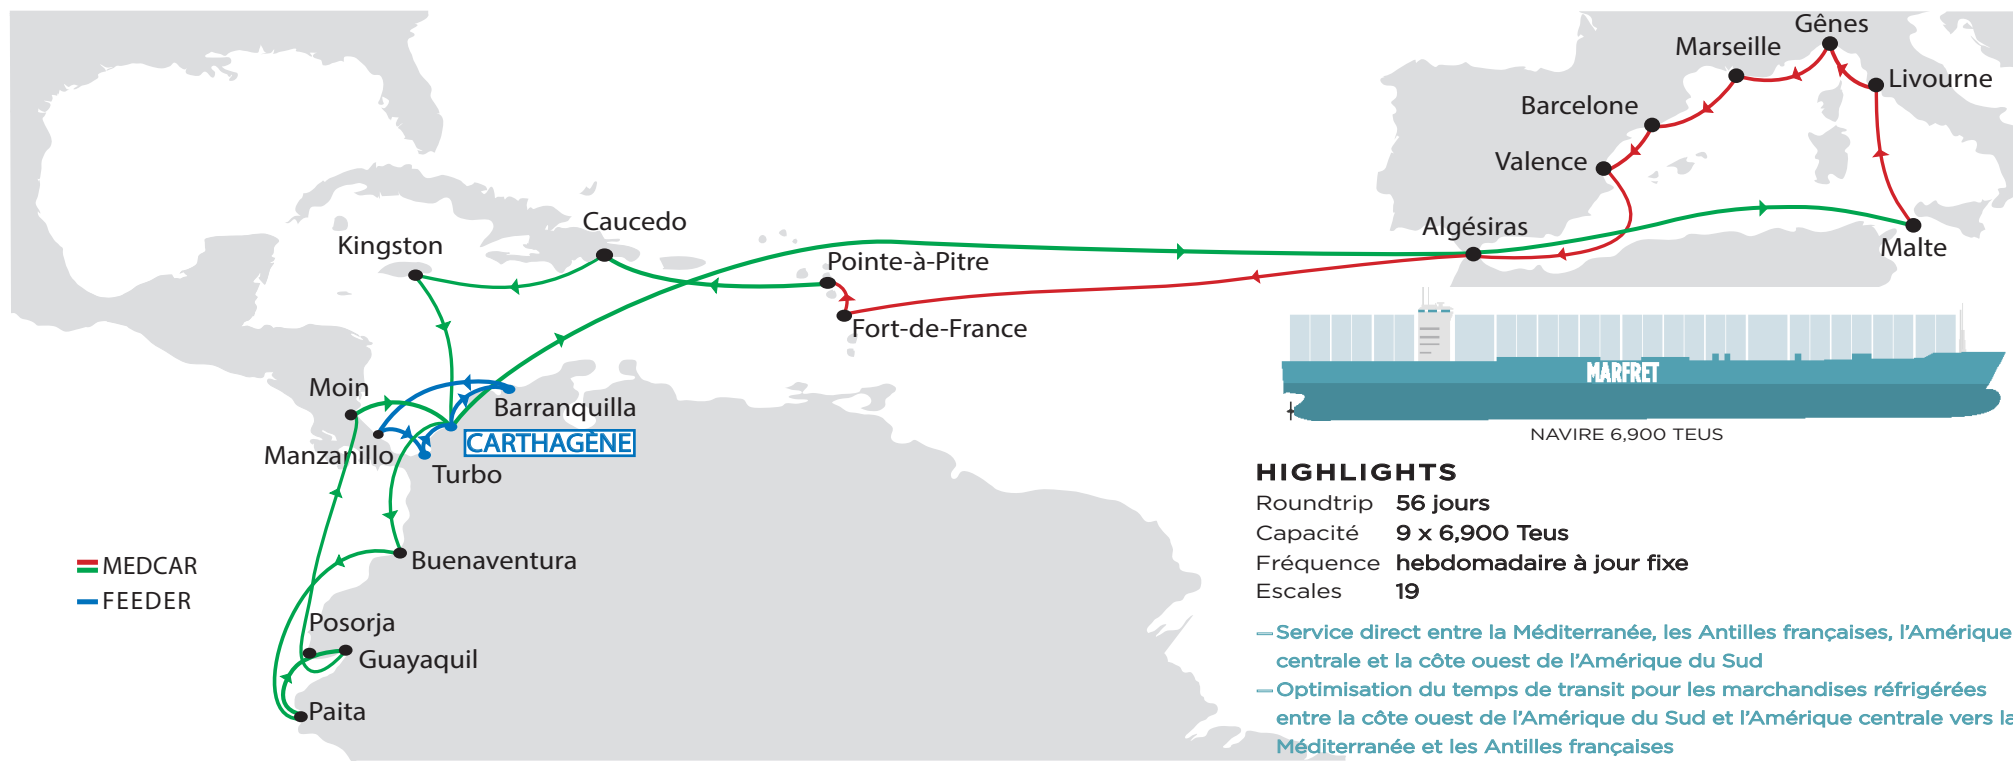 Gênes
Marseille
Livourne
Barcelone
Valence
Caucedo
Algésiras
Kingston
Malte
Pointe-à-Pitre
Fort-de-France
MARFRET
Moin
Barranquilla
NAVIRE 6,900 TEUS
CARTHAGÈNE
Manzanillo
Turbo
HIGHLIGHTS
Roundtrip 56 jours
Capacité 9 x 6,900 Teus
Fréquence hebdomadaire à jour fixe
Escales 19
Buenaventura
MEDCAR
FEEDER
Posorja
Guayaquil
Paita
—Service direct entre la Méditerranée, les Antilles françaises, l'Amérique
centrale et la côte ouest de l'Amérique du Sud
—Optimisation du temps de transit pour les marchandises réfrigérées
entre la côte ouest de l'Amérique du Sud et l'Amérique centrale vers la
Méditerranée et les Antilles françaises